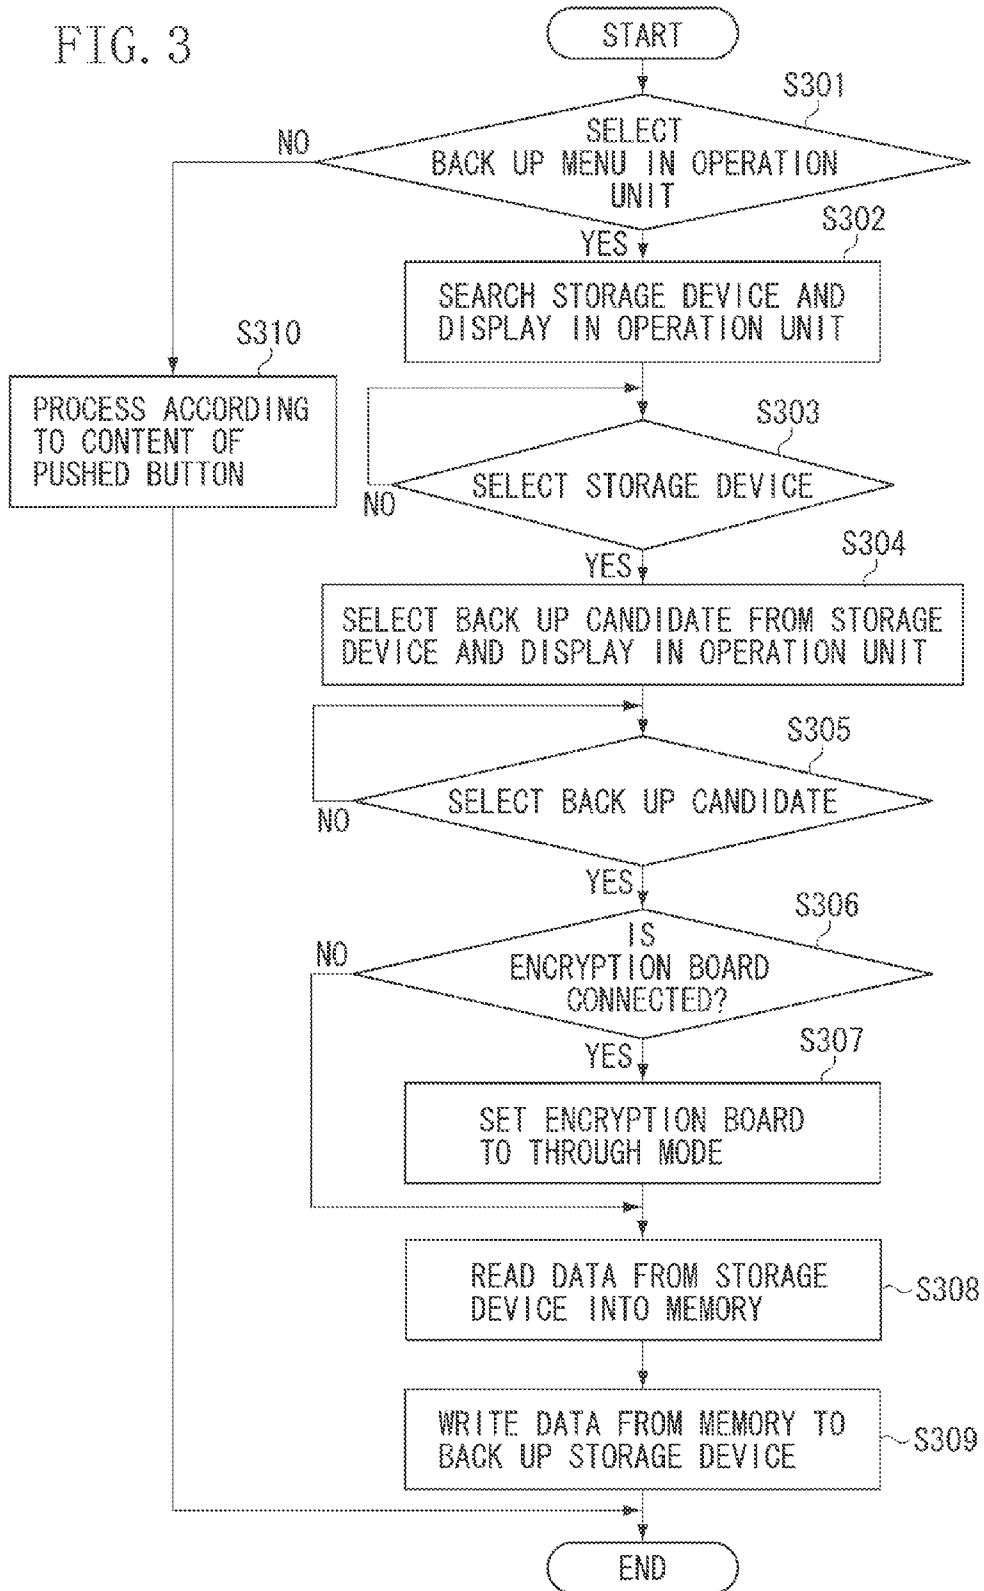 FIG. 3
START
S301
NO
SELECT
BACK UP MENU IN OPERATION
UNIT
YES
S302
SEARCH STORAGE DEVICE AND
DISPLAY IN OPERATION UNIT
S310
PROCESS ACCORDING
TO CONTENT OF
PUSHED BUTTON
S303
SELECT STORAGE DEVICE
NO
YES
S304
SELECT BACK UP CANDIDATE FROM STORAGE
DEVICE AND DISPLAY IN OPERATION UNIT
S305
SELECT BACK UP CANDIDATE
NO
YES
S306
NO
IS
ENCRYPTION BOARD
CONNECTED?
YES
S307
SET ENCRYPTION BOARD
TO THROUGH MODE
READ DATA FROM STORAGE
DEVICE INTO MEMORY
S308
WRITE DATA FROM MEMORY TO
BACK UP STORAGE DEVICE
S309
END